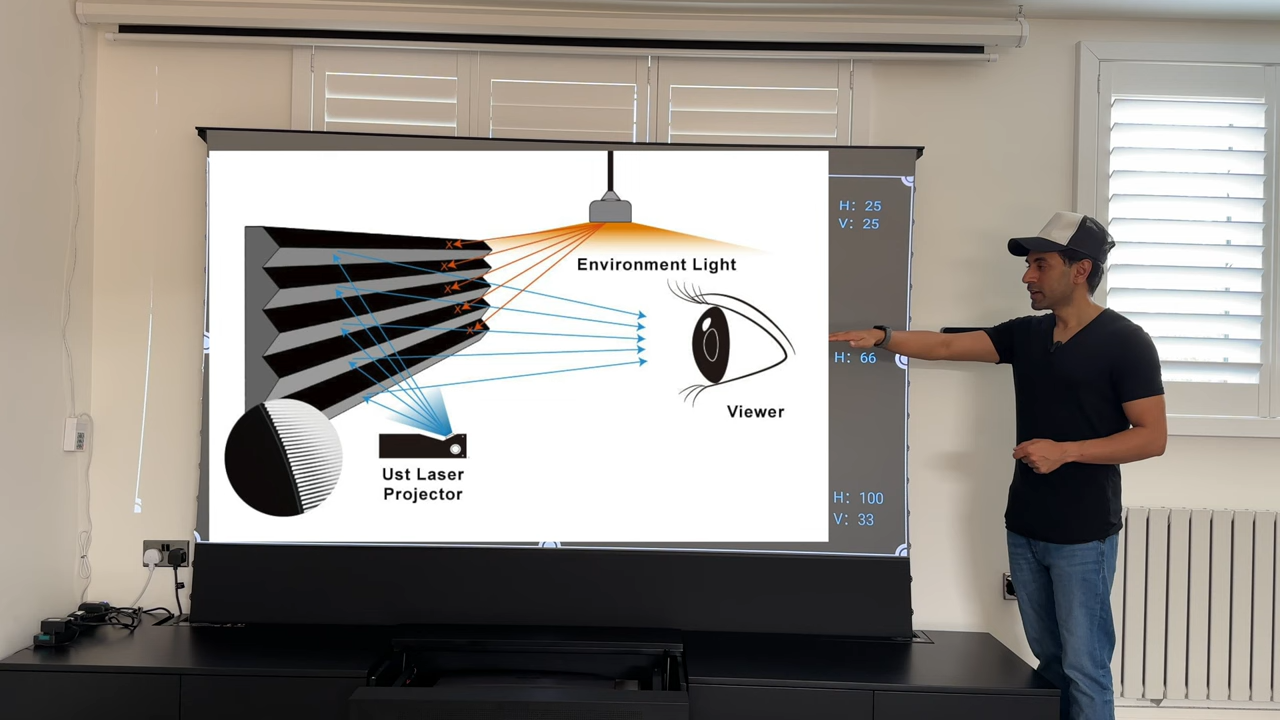 H: 25
V: 25
Environment Light
H: 66
Viewer
Ust Laser
Projector
H: 100
V: 33